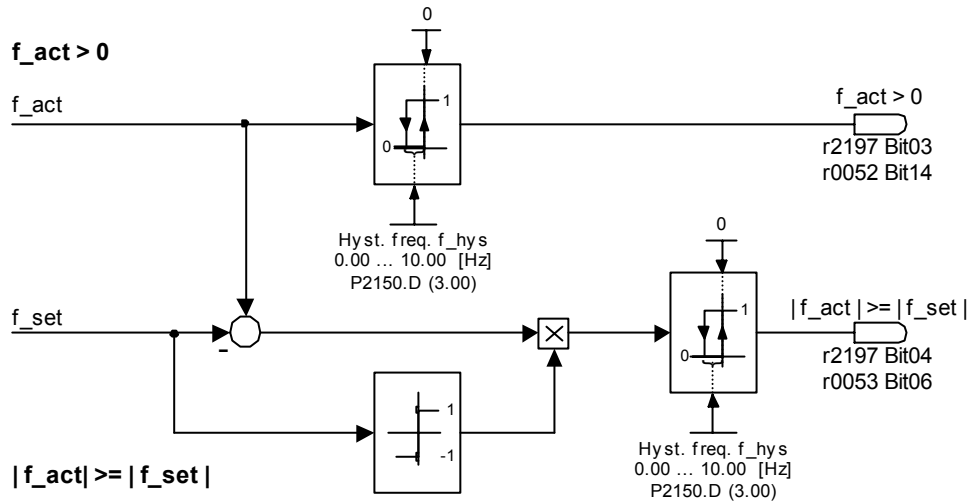 0
f_act > 0
f_act
1
0
f_act > 0
r2197 Bit03
r0052 Bit14
Hyst. freq. f_hys
0.00 ... 10.00 [Hz]
P2150.D (3.00)
0
f_set
-
1
0
|f_act| >= |f_set|
r2197 Bit04
r0053 Bit06
1
-1
Hyst. freq. f_hys
0.00 ... 10.00 [Hz]
P2150.D (3.00)
|f_act| >= |f_set|